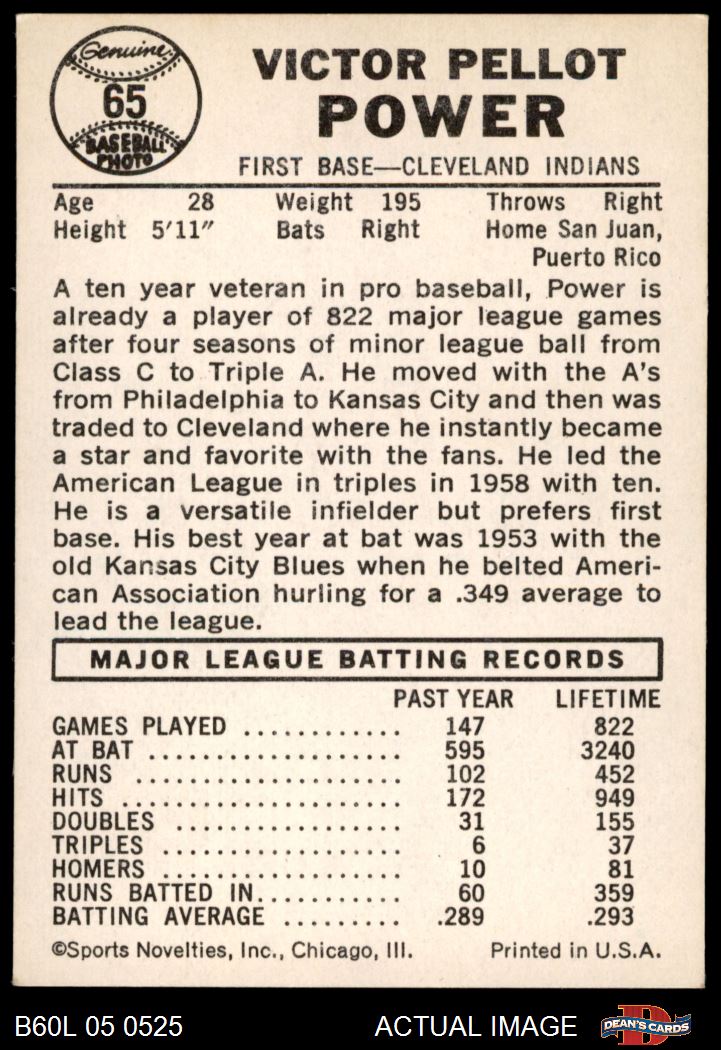 Genuine
65
BASEBALL
PHOTO
VICTOR PELLOT
POWER
FIRST BASE—CLEVELAND INDIANS
Age 28 Weight 195 Throws Right
Height 5'11" Bats Right Home San Juan,
Puerto Rico
A ten year veteran in pro baseball, Power is
already a player of 822 major league games
after four seasons of minor league ball from
Class C to Triple A. He moved with the A's
from Philadelphia to Kansas City and then was
traded to Cleveland where he instantly became
a star and favorite with the fans. He led the
American League in triples in 1958 with ten.
He is a versatile infielder but prefers first
base. His best year at bat was 1953 with the
old Kansas City Blues when he belted Ameri-
can Association hurling for a .349 average to
lead the league.
MAJOR LEAGUE BATTING RECORDS
PAST YEAR LIFETIME
GAMES PLAYED ............ 147 822
AT BAT .................. 595 3240
RUNS ................... 102 452
HITS .................... 172 949
DOUBLES ................ 31 155
TRIPLES ................. 6 37
HOMERS ................. 10 81
RUNS BATTED IN........... 60 359
BATTING AVERAGE ......... .289 .293
©Sports Novelties, Inc., Chicago, Ill. Printed in U.S.A.
B60L 05 0525 ACTUAL IMAGE D DEAN'S CARDS